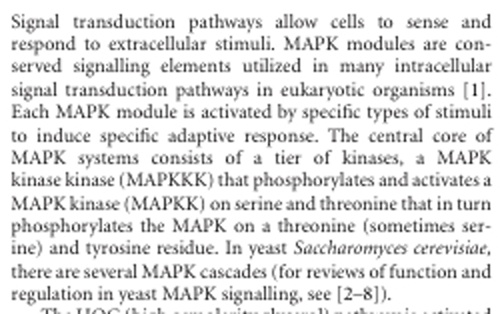 Signal transduction pathways allow cells to sense and
respond to extracellular stimuli. MAPK modules are con-
served signalling elements utilized in many intracellular
signal transduction pathways in eukaryotic organisms [1].
Each MAPK module is activated by specific types of stimuli
to induce specific adaptive response. The central core of
MAPK systems consists of a tier of kinases, a MAPK
kinase kinase (MAPKKK) that phosphorylates and activates a
MAPK kinase (MAPKK) on serine and threonine that in turn
phosphorylates the MAPK on a threonine (sometimes ser-
ine) and tyrosine residue. In yeast Saccharomyces cerevisiae,
there are several MAPK cascades (for reviews of function and
regulation in yeast MAPK signalling, see [2–8]).
The HOG (high osmolarity glycerol) pathway is activated